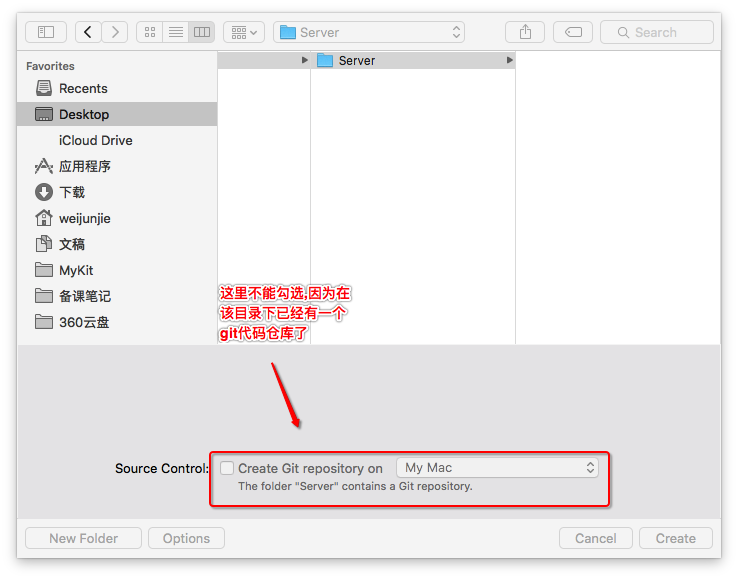 Server
Search
Favorites
Recents
Desktop
iCloud Drive
应用程序
下载
weijunjie
文稿
MyKit
备课笔记
360云盘
Server
这里不能勾选,因为在
该目录下已经有一个
git代码仓库了
Source Control:
Create Git repository on
My Mac
The folder "Server" contains a Git repository.
New Folder
Options
Cancel
Create